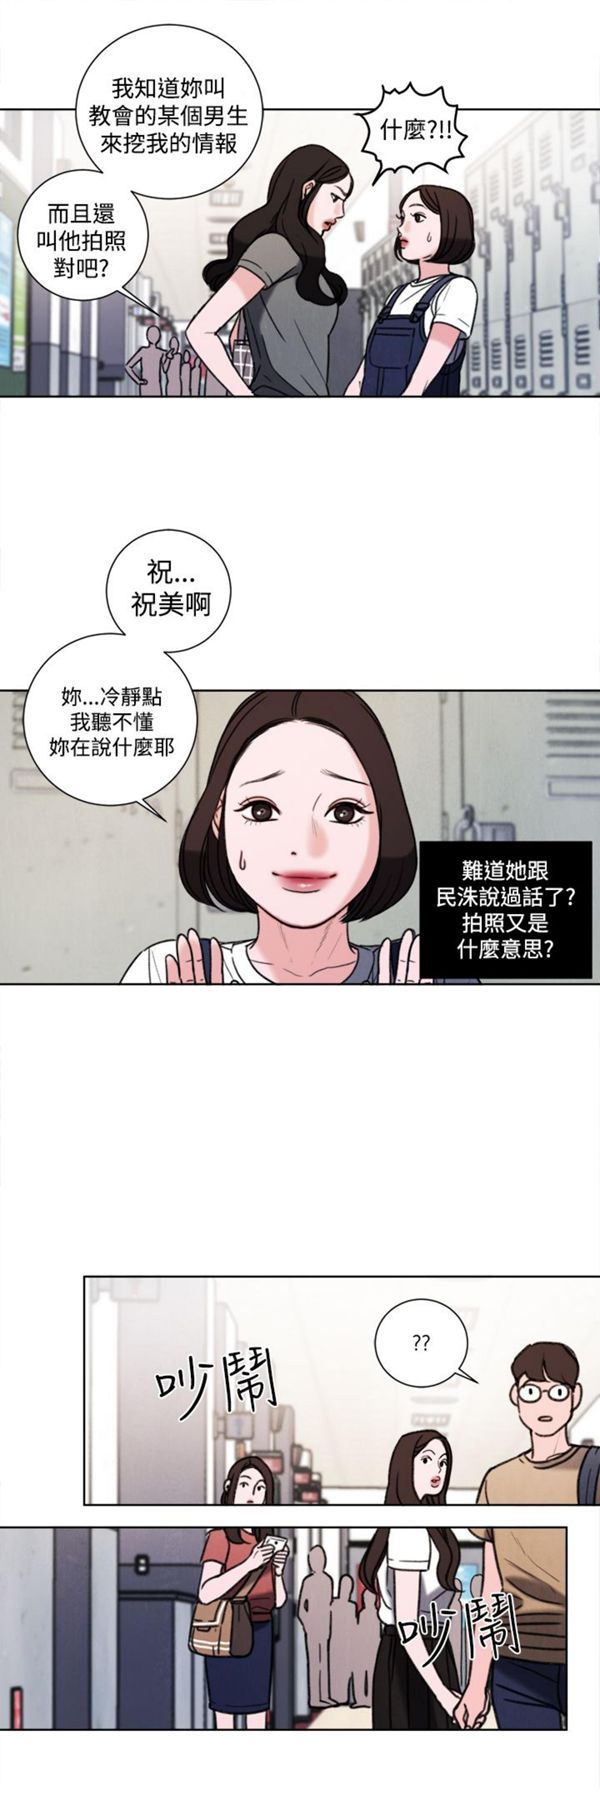 我知道妳叫
教會的某個男生
來挖我的情報
而且還
叫他拍照
對吧?
什麼?!!
祝...
祝美啊
妳...冷靜點
我聽不懂
妳在說什麼耶
難道她跟
民洙說過話了?
拍照又是
什麼意思?
??
吵鬧
吵鬧